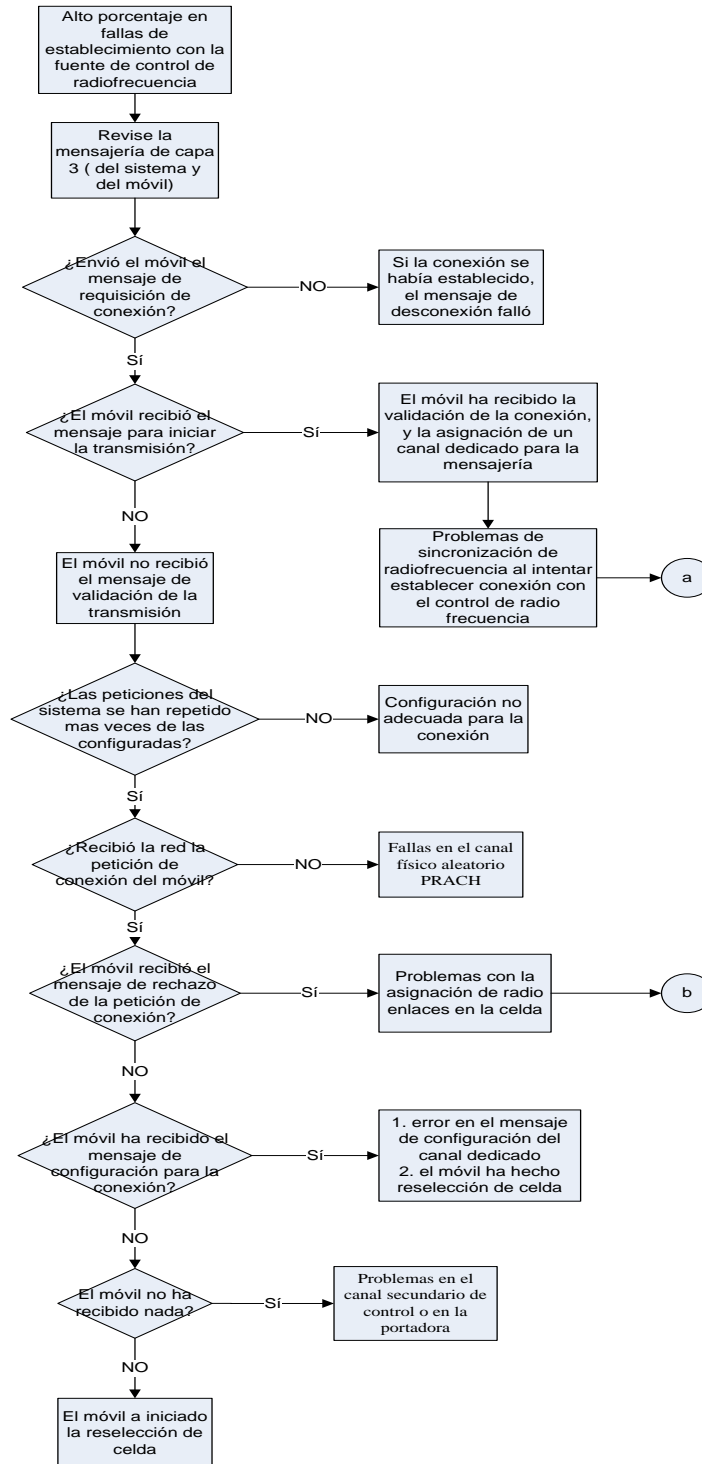 Alto porcentaje en
fallas de
establecimiento con la
fuente de control de
radiofrecuencia
Revise la
mensajería de capa
3 ( del sistema y
del móvil)
¿Envió el móvil el
mensaje de
requisición de
conexión?
NO
Si la conexión se
había establecido,
el mensaje de
desconexión falló
Sí
¿El móvil recibió el
mensaje para iniciar
la transmisión?
Sí
El móvil ha recibido la
validación de la conexión,
y la asignación de un
canal dedicado para la
mensajería
NO
Problemas de
sincronización de
radiofrecuencia al intentar
establecer conexión con
el control de radio
frecuencia
a
El móvil no recibió
el mensaje de
validación de la
transmisión
¿Las peticiones del
sistema se han repetido
mas veces de las
configuradas?
NO
Configuración no
adecuada para la
conexión
Sí
¿Recibió la red la
petición de
conexión del móvil?
NO
Fallas en el canal
físico aleatorio
PRACH
Sí
¿El móvil recibió el
mensaje de rechazo
de la petición de
conexión?
Sí
Problemas con la
asignación de radio
enlaces en la celda
b
NO
¿El móvil ha recibido el
mensaje de
configuración para la
conexión?
Sí
1. error en el mensaje
de configuración del
canal dedicado
2. el móvil ha hecho
reselección de celda
NO
El móvil no ha
recibido nada?
Sí
Problemas en el
canal secundario de
control o en la
portadora
NO
El móvil a iniciado
la reselección de
celda